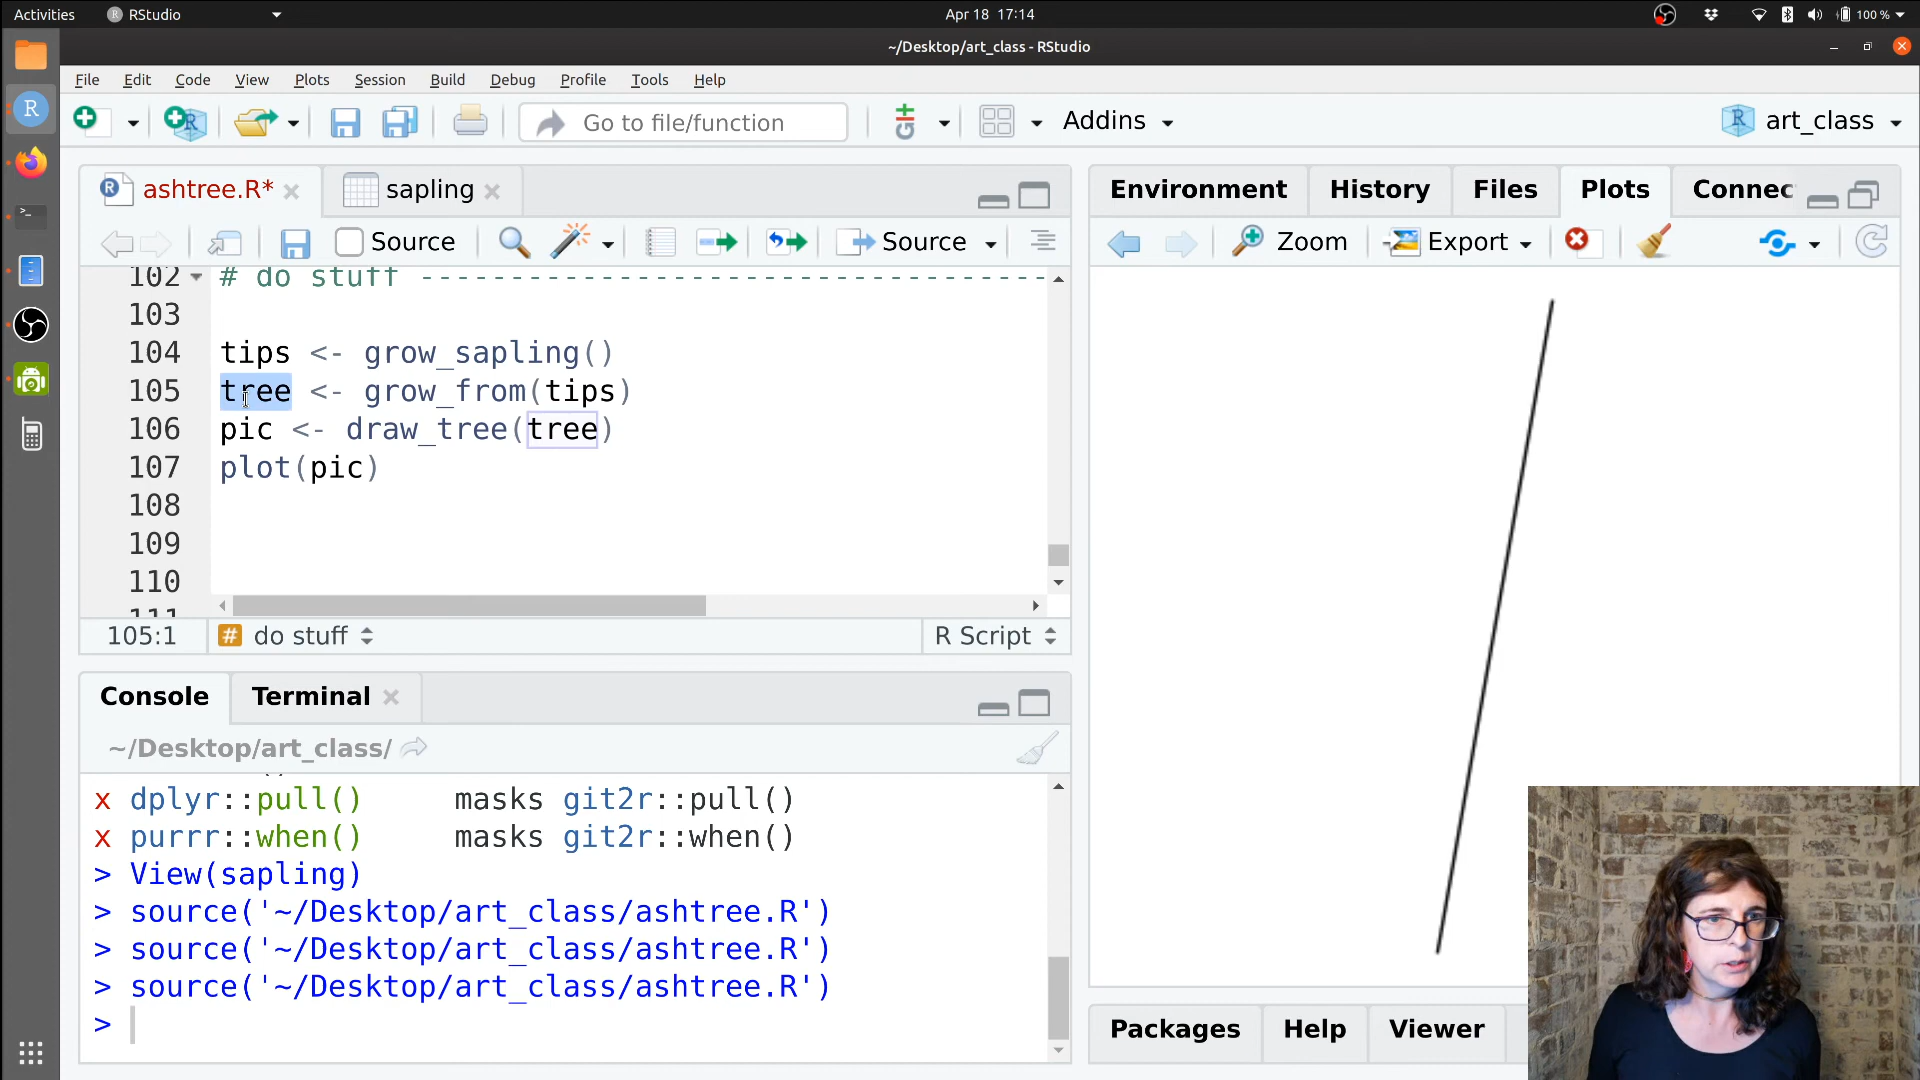 Activities RStudio Apr 18 17:14 100 %
~/Desktop/art_class - RStudio
File Edit Code View Plots Session Build Debug Profile Tools Help
Go to file/function Addins art_class
ashtree.R* sapling
Source Source
102 # do stuff ------------------------------------
103
104 tips <- grow_sapling()
105 tree <- grow_from(tips)
106 pic <- draw_tree(tree)
107 plot(pic)
108
109
110
105:1 # do stuff R Script
Console Terminal
~/Desktop/art_class/
x dplyr::pull() masks git2r::pull()
x purrr::when() masks git2r::when()
> View(sapling)
> source('~/Desktop/art_class/ashtree.R')
> source('~/Desktop/art_class/ashtree.R')
> source('~/Desktop/art_class/ashtree.R')
>
Environment History Files Plots Connec
Zoom Export
Packages Help Viewer